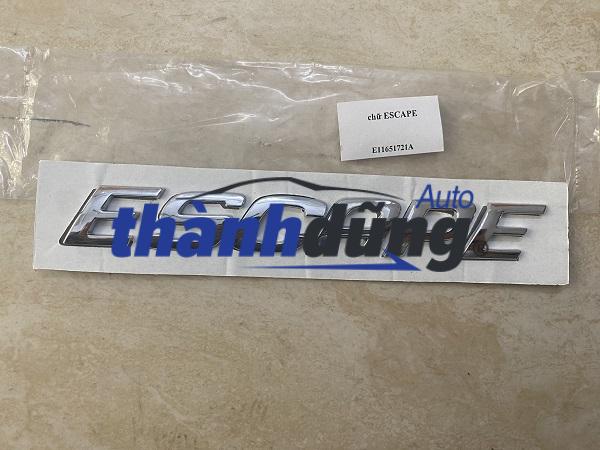 chữ ESCAPE
E11651721A
ESCAPE
Auto
thànhdũng